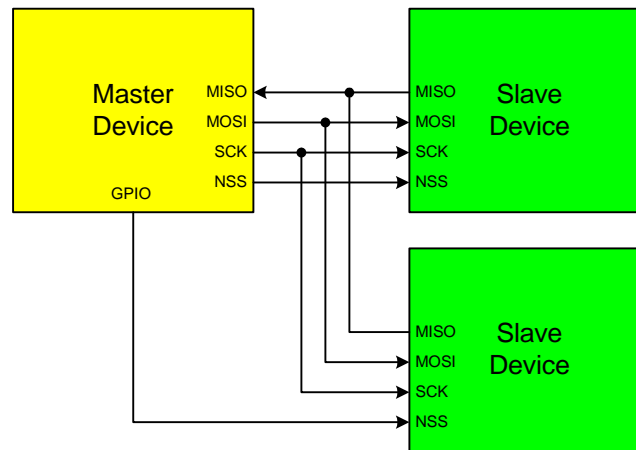 Master
Device
MISO
MOSI
SCK
NSS
GPIO
MISO
MOSI
SCK
NSS
Slave
Device
MISO
MOSI
SCK
NSS
Slave
Device